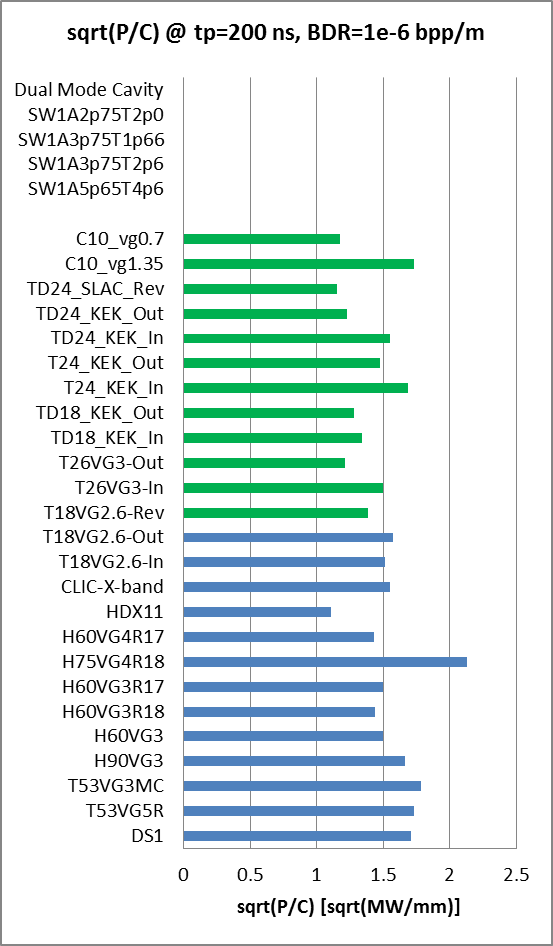 sqrt(P/C) @ tp=200 ns, BDR=1e-6 bpp/m
Dual Mode Cavity
SW1A2p75T2p0
SW1A3p75T1p66
SW1A3p75T2p6
SW1A5p65T4p6
C10_vg0.7
C10_vg1.35
TD24_SLAC_Rev
TD24_KEK_Out
TD24_KEK_In
T24_KEK_Out
T24_KEK_In
TD18_KEK_Out
TD18_KEK_In
T26VG3-Out
T26VG3-In
T18VG2.6-Rev
T18VG2.6-Out
T18VG2.6-In
CLIC-X-band
HDX11
H60VG4R17
H75VG4R18
H60VG3R17
H60VG3R18
H60VG3
H90VG3
T53VG3MC
T53VG5R
DS1
0 0.5 1 1.5 2 2.5
sqrt(P/C) [sqrt(MW/mm)]